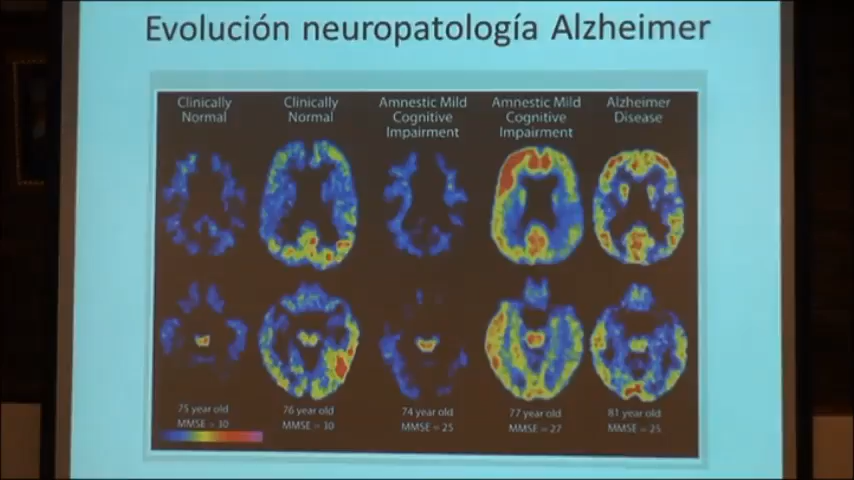 Evolución neuropatología Alzheimer
Clinically
Normal
Clinically
Normal
Amnestic Mild
Cognitive
Impairment
Amnestic Mild
Cognitive
Impairment
Alzheimer
Disease
75 year old
MMSE = 30
76 year old
MMSE = 30
74 year old
MMSE = 25
77 year old
MMSE = 27
81 year old
MMSE = 25